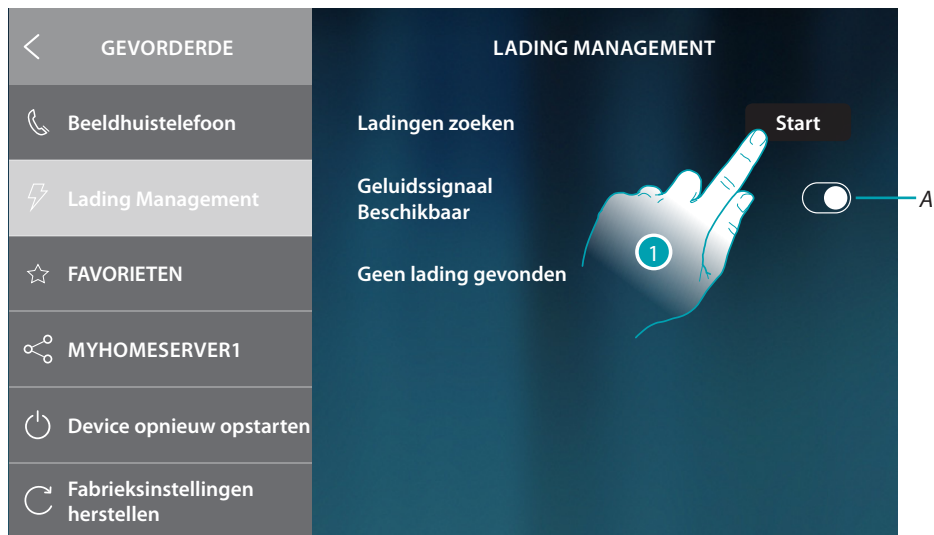 GEVORDERDE
Beeldhuistelefoon
Lading Management
FAVORIETEN
MYHOMESERVER1
Device opnieuw opstarten
Fabrieksinstellingen
herstellen
LADING MANAGEMENT
Ladingen zoeken
Start
Geluidssignaal
Beschikbaar
A
1
Geen lading gevonden